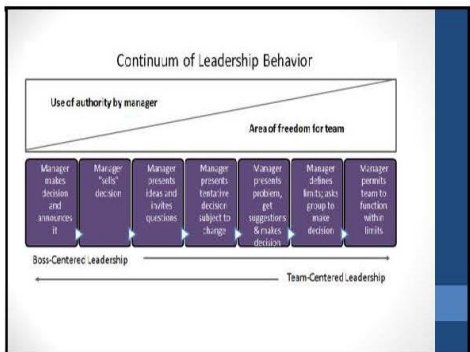 Continuum of Leadership Behavior
Use of authority by manager
Area of freedom for team
Manager
makes
decision
and
announces
it
Manager
"sells"
decision
Manager
presents
ideas and
invites
questions
Manager
presents
tentative
decision
subject to
change
Manager
presents
problem,
get
suggestions
& makes
decision
Manager
defines
limits; asks
group to
make
decision
Manager
permits
team to
function
within
limits
Boss-Centered Leadership
Team-Centered Leadership